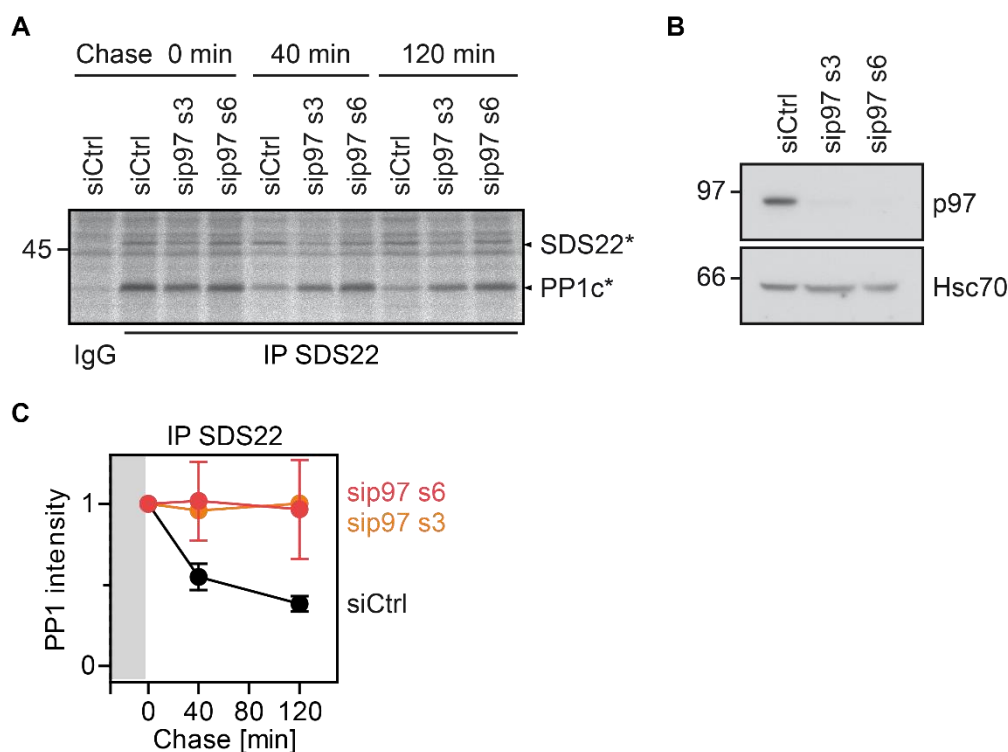 A
Chase 0 min 40 min 120 min
siCtrl siCtrl sip97 s3 sip97 s6 siCtrl sip97 s3 sip97 s6 siCtrl sip97 s3 sip97 s6
45
SDS22*
PP1c*
IgG IP SDS22
B
siCtrl sip97 s3 sip97 s6
97
p97
66
Hsc70
C
IP SDS22
PP1 intensity
1
0
sip97 s6
sip97 s3
siCtrl
0 40 80 120
Chase [min]